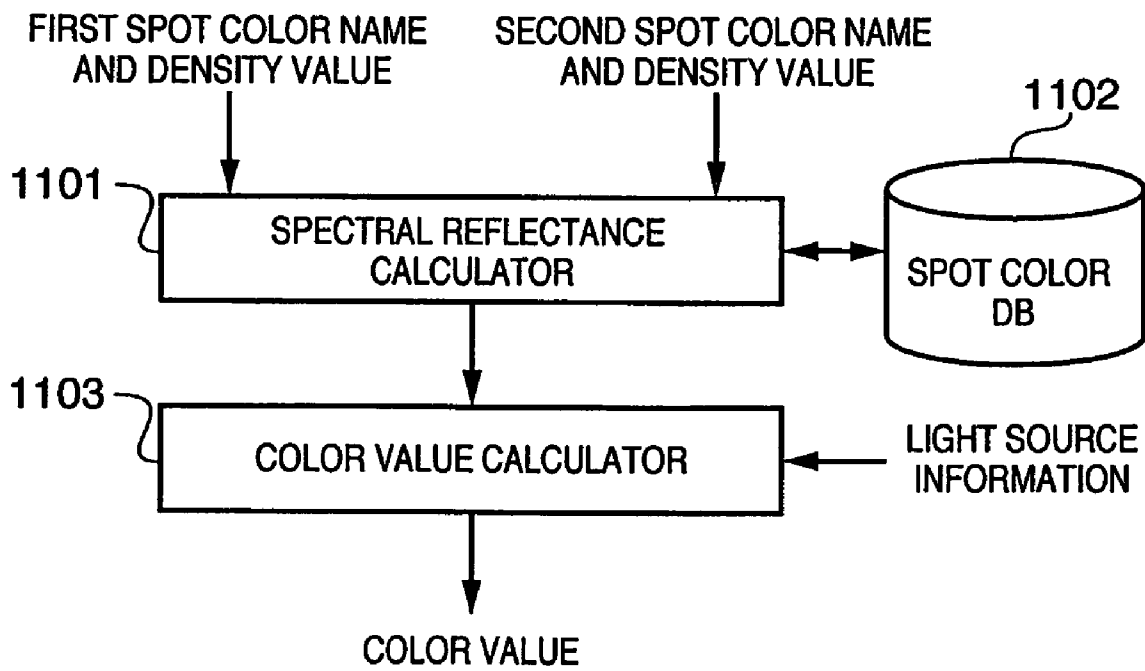 FIRST SPOT COLOR NAME
AND DENSITY VALUE
SECOND SPOT COLOR NAME
AND DENSITY VALUE
1102
1101
SPECTRAL REFLECTANCE
CALCULATOR
SPOT COLOR
DB
1103
COLOR VALUE CALCULATOR
LIGHT SOURCE
INFORMATION
COLOR VALUE